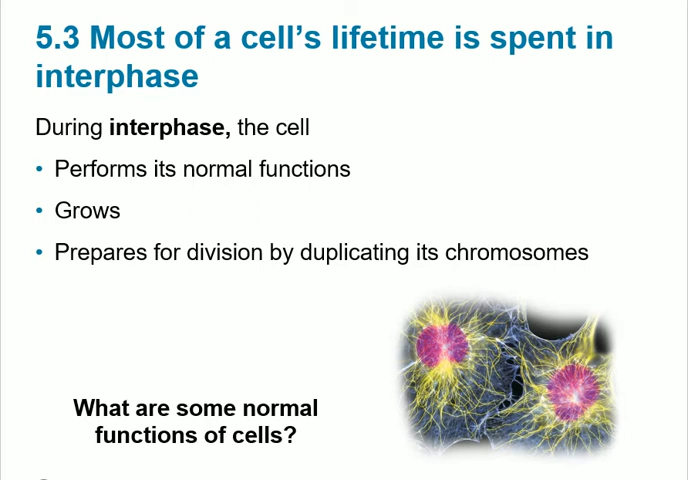 5.3 Most of a cell’s lifetime is spent in
interphase
During interphase, the cell
• Performs its normal functions
• Grows
• Prepares for division by duplicating its chromosomes
What are some normal
functions of cells?